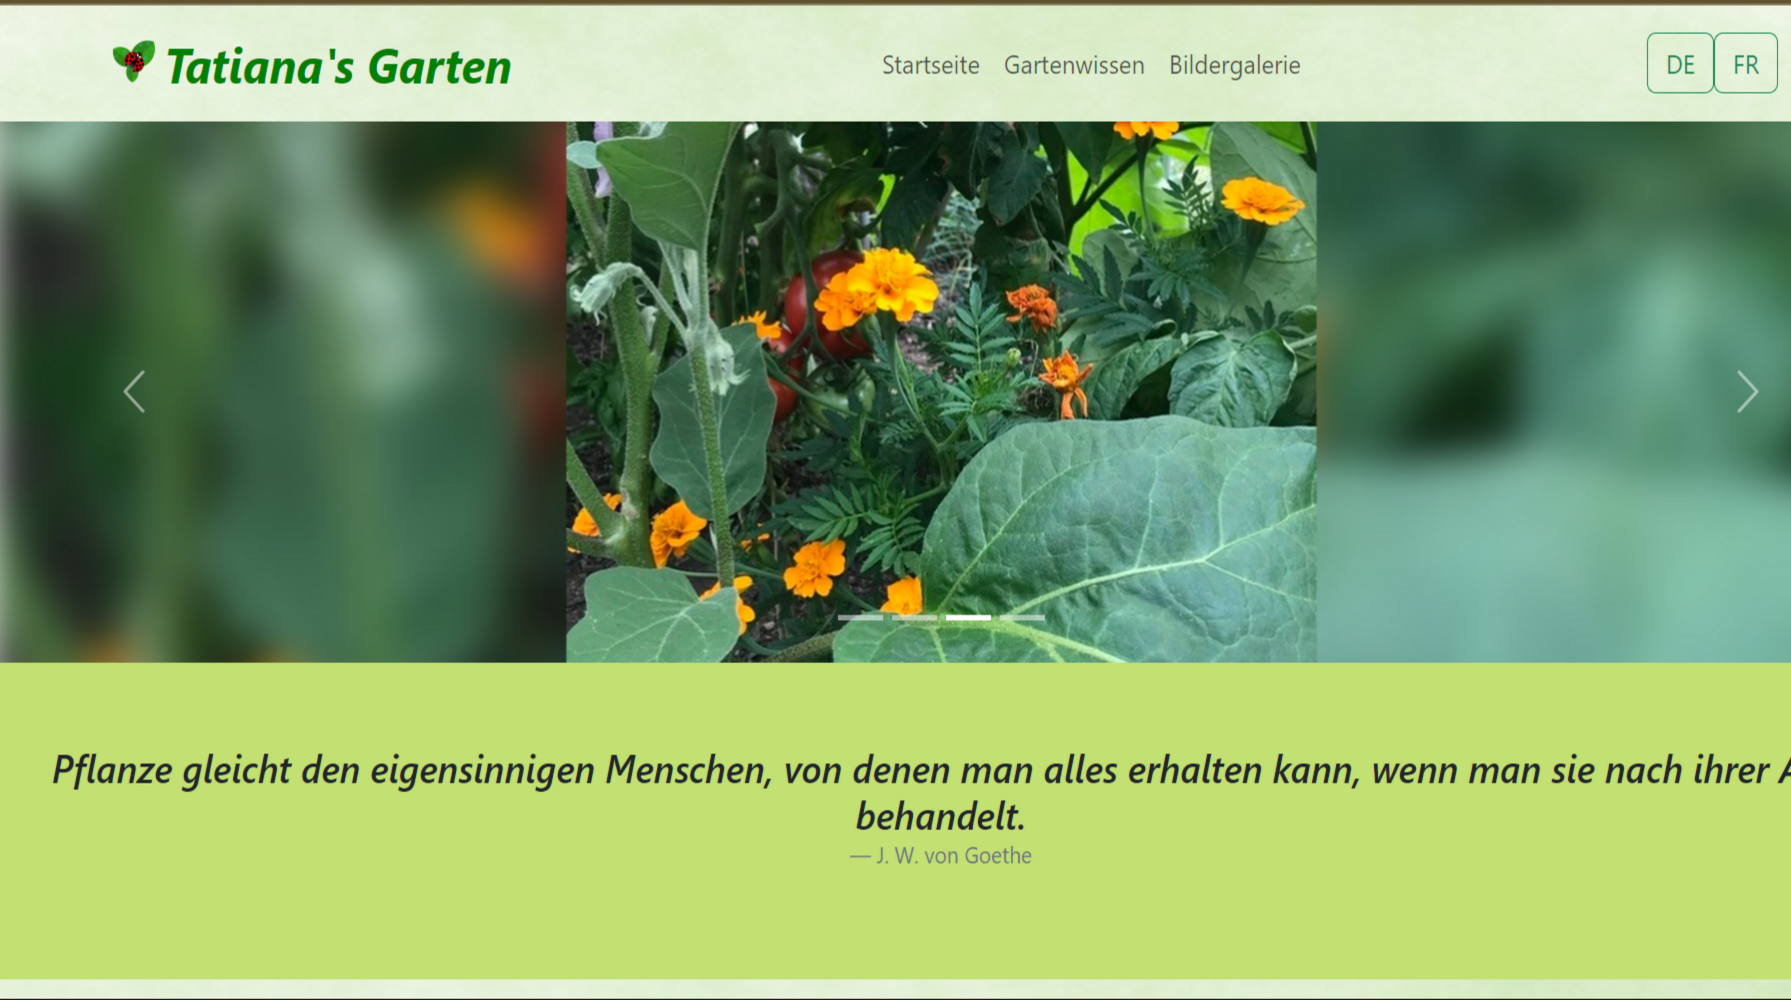 Tatiana's Garten
Startseite Gartenwissen Bildergalerie
DE FR
Pflanze gleicht den eigensinnigen Menschen, von denen man alles erhalten kann, wenn man sie nach ihrer
behandelt.
— J. W. von Goethe